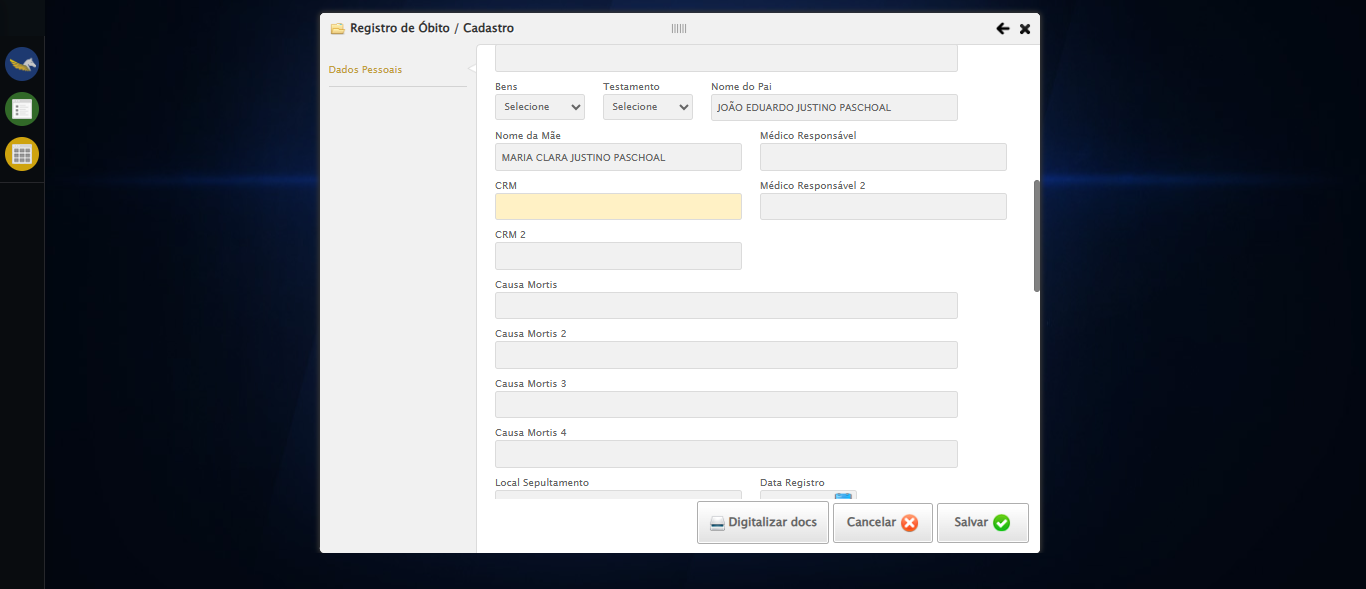 Registro de Óbito / Cadastro
Dados Pessoais
Bens Testamento Nome do Pai
Selecione Selecione JOÃO EDUARDO JUSTINO PASCHOAL
Nome da Mãe Médico Responsável
MARIA CLARA JUSTINO PASCHOAL
CRM Médico Responsável 2
CRM 2
Causa Mortis
Causa Mortis 2
Causa Mortis 3
Causa Mortis 4
Local Sepultamento Data Registro
Digitalizar docs Cancelar Salvar